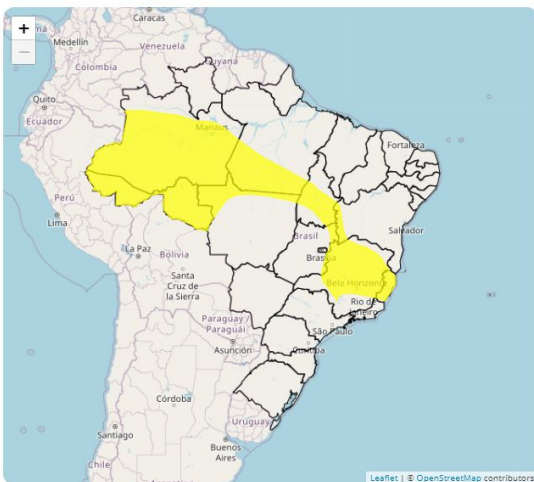 +
−
Caracas
Medellín
Venezuela
Guyana
Colombia
Quito
Ecuador
Manaus
Fortaleza
Perú
Lima
Brasil
Salvador
La Paz
Bolivia
Brasília
Santa
Cruz de
la Sierra
Belo Horizonte
Rio de
Janeiro
Paraguay /
Paraguái
São Paulo
Asunción
Curitiba
Córdoba
Uruguay
Santiago
Buenos
Aires
Chile
Leaflet | © OpenStreetMap contributors